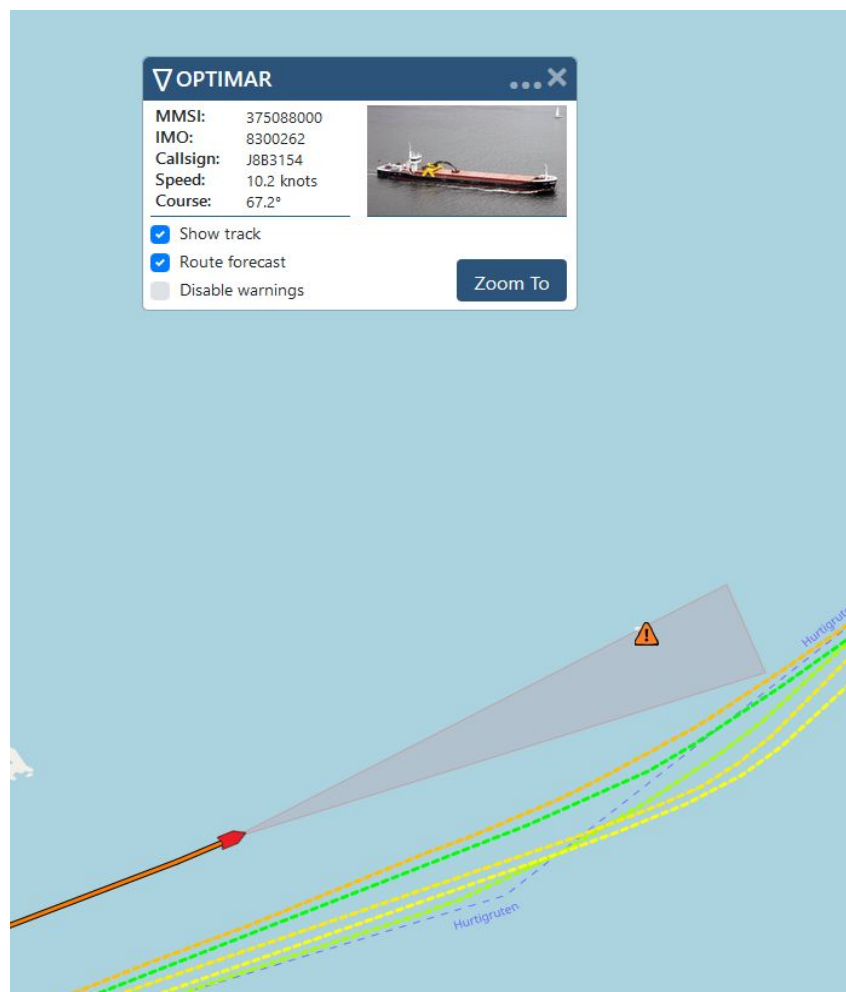 OPTIMAR
MMSI: 375088000
IMO: 8300262
Callsign: J8B3154
Speed: 10.2 knots
Course: 67.2°
Show track
Route forecast
Disable warnings
Zoom To
Hurtigrute
Hurtigruten